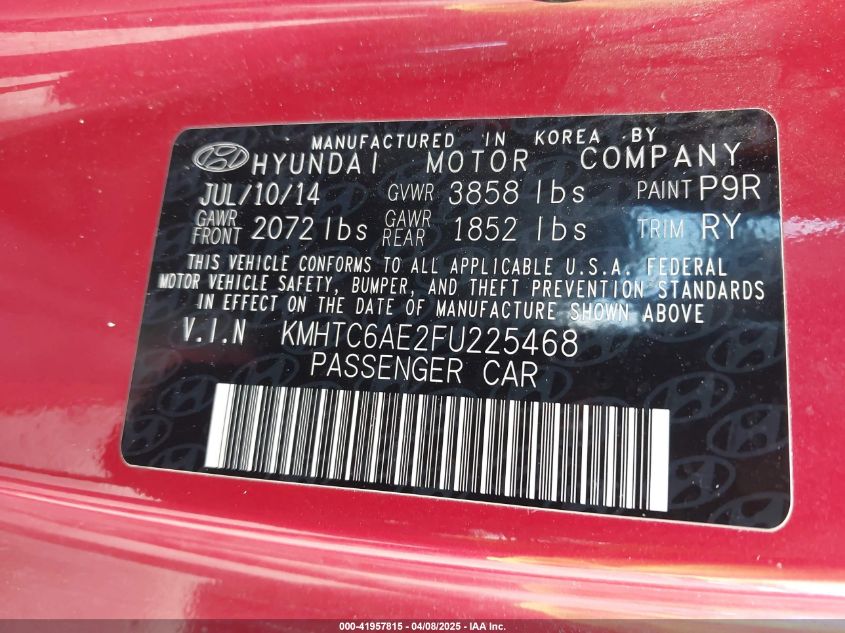 MANUFACTURED IN KOREA BY
HYUNDAI MOTOR COMPANY
JUL/10/14 GVWR 3858 lbs PAINT P9R
GAWR FRONT 2072 lbs GAWR REAR 1852 lbs TRIM RY
THIS VEHICLE CONFORMS TO ALL APPLICABLE U.S.A. FEDERAL
MOTOR VEHICLE SAFETY, BUMPER, AND THEFT PREVENTION STANDARDS
IN EFFECT ON THE DATE OF MANUFACTURE SHOWN ABOVE.
V.I.N KMHTC6AE2FU225468
PASSENGER CAR
000-41957815 - 04/08/2025 - IAA Inc.